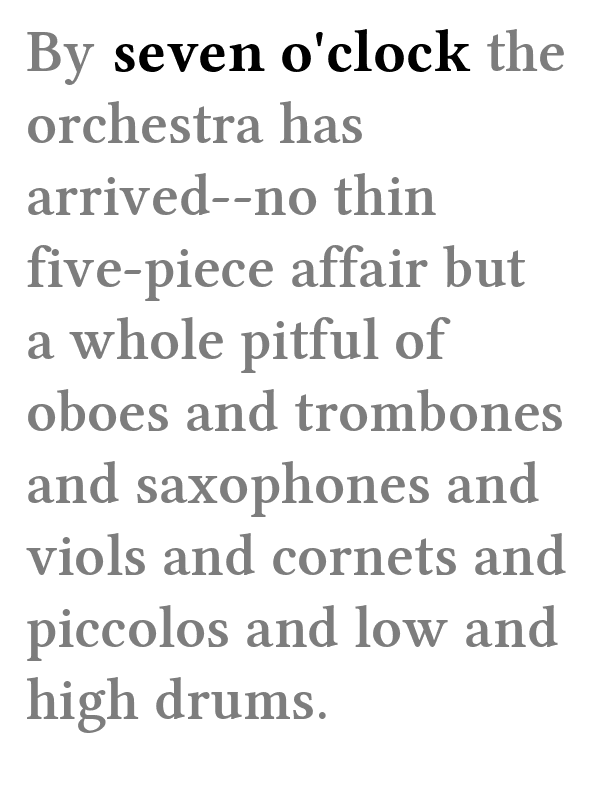 By seven o'clock the
orchestra has
arrived--no thin
five-piece affair but
a whole pitful of
oboes and trombones
and saxophones and
viols and cornets and
piccolos and low and
high drums.